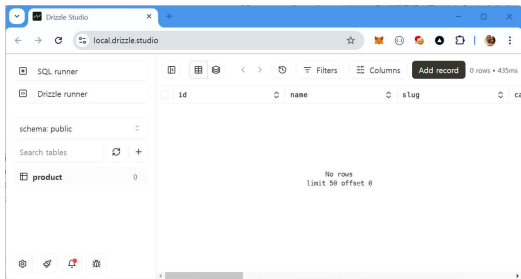 Drizzle Studio
local.drizzle.studio
SQL runner
Drizzle runner
schema: public
Search tables
product 0
Filters
Columns
Add record
0 rows • 435ms
id
name
slug
ca
No rows
limit 50 offset 0